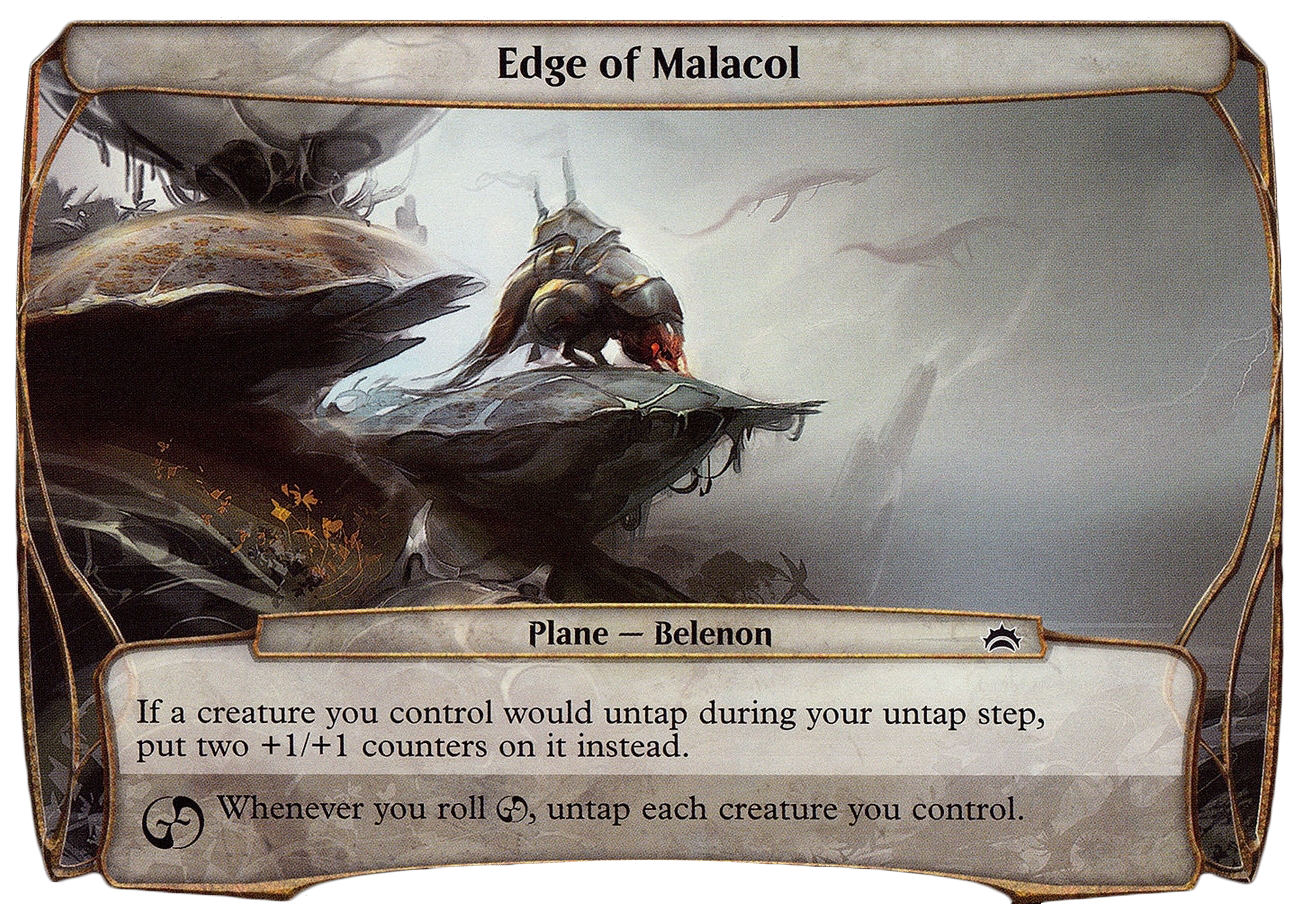 Edge of Malacol
Plane — Belenon
If a creature you control would untap during your untap step,
put two +1/+1 counters on it instead.
Whenever you roll , untap each creature you control.